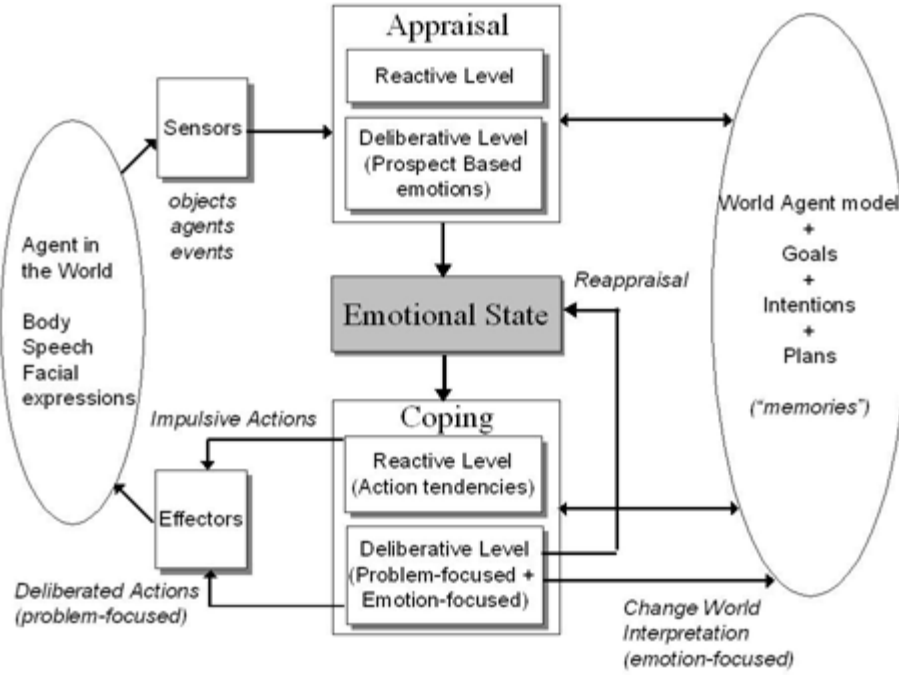 Appraisal
Reactive Level
Deliberative Level
(Prospect Based
emotions)
Sensors
objects
agents
events
Agent in
the World
Body
Speech
Facial
expressions
World Agent model
+
Goals
+
Intentions
+
Plans
("memories")
Reappraisal
Emotional State
Impulsive Actions
Coping
Reactive Level
(Action tendencies)
Effectors
Deliberative Level
(Problem-focused +
Emotion-focused)
Deliberated Actions
(problem-focused)
Change World
Interpretation
(emotion-focused)